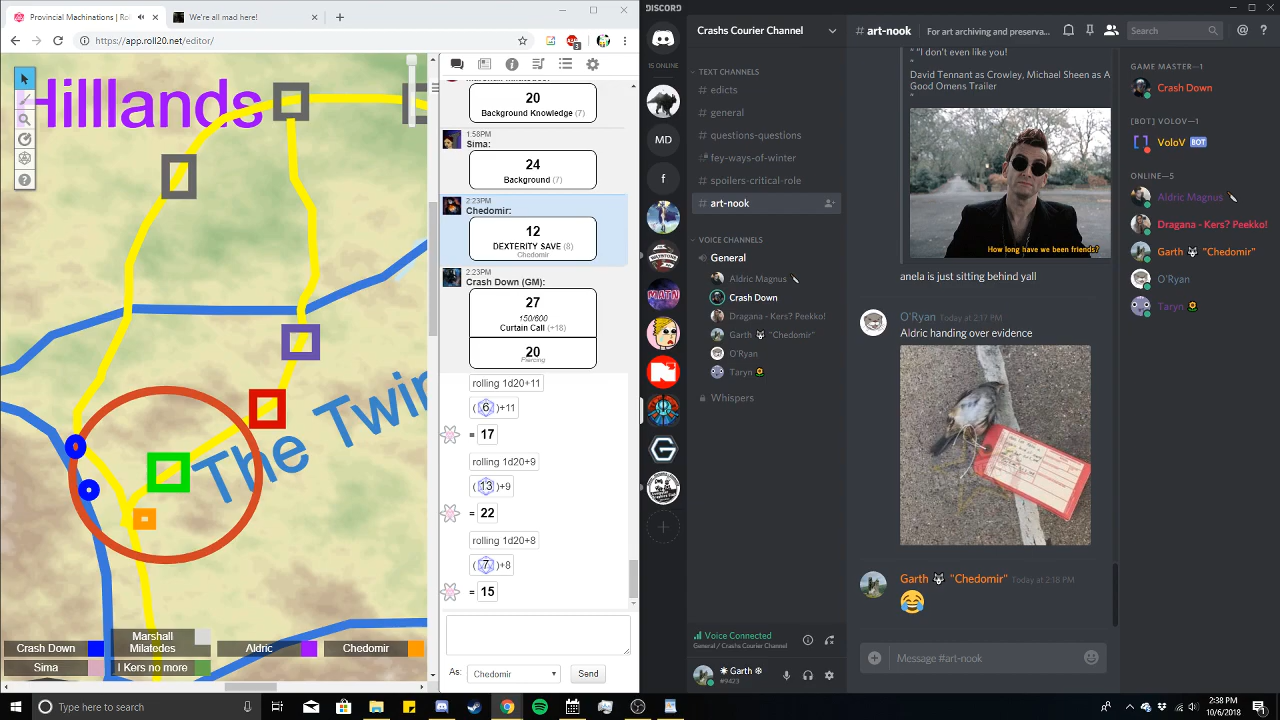 Provincial Machinations | Roll20
We're all mad here!
https://app.roll20.net/editor/
Hillands
The Twin
20
Background Knowledge (7)
1:58PM
Sima:
24
Background (7)
2:23PM
Chedomir:
12
DEXTERITY SAVE (8)
Chedomir
2:23PM
Crash Down (GM):
27
150/600
Curtain Call (+18)
20
Piercing
rolling 1d20+11
(6)+11
= 17
rolling 1d20+9
(13)+9
= 22
rolling 1d20+8
(7)+8
= 15
Crash Down
Marshall Milatedes
Aldric
Chedomir
Sima
I Kers no more
As:
Chedomir
Send
DISCORD
15 ONLINE
MD
f
Crashs Courier Channel
TEXT CHANNELS
# edicts
# general
# questions-questions
# fey-ways-of-winter
# spoilers-critical-role
# art-nook
VOICE CHANNELS
General
Aldric Magnus
Crash Down
Dragana - Kers? Peekko!
Garth "Chedomir"
O'Ryan
Taryn
Whispers
Voice Connected
General / Crashs Courier Channel
Garth
#9423
# art-nook
For art archiving and preserva...
Search
" "I don't even like you!
"
David Tennant as Crowley, Michael Sheen as A
Good Omens Trailer
"
How long have we been friends?
anela is just sitting behind yall
O'Ryan Today at 2:17 PM
Aldric handing over evidence
Garth "Chedomir" Today at 2:18 PM
Message #art-nook
GAME MASTER—1
Crash Down
[BOT] VOLOV—1
VoloV BOT
ONLINE—5
Aldric Magnus
Dragana - Kers? Peekko!
Garth "Chedomir"
O'Ryan
Taryn
Type here to search
2:38 PM
10/6/2018